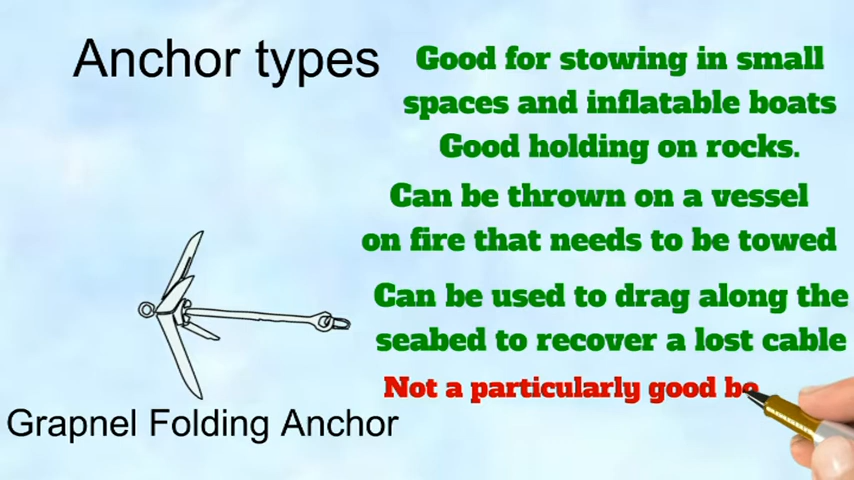 Anchor types
Good for stowing in small
spaces and inflatable boats
Good holding on rocks.
Can be thrown on a vessel
on fire that needs to be towed
Can be used to drag along the
seabed to recover a lost cable
Not a particularly good bo
Grapnel Folding Anchor